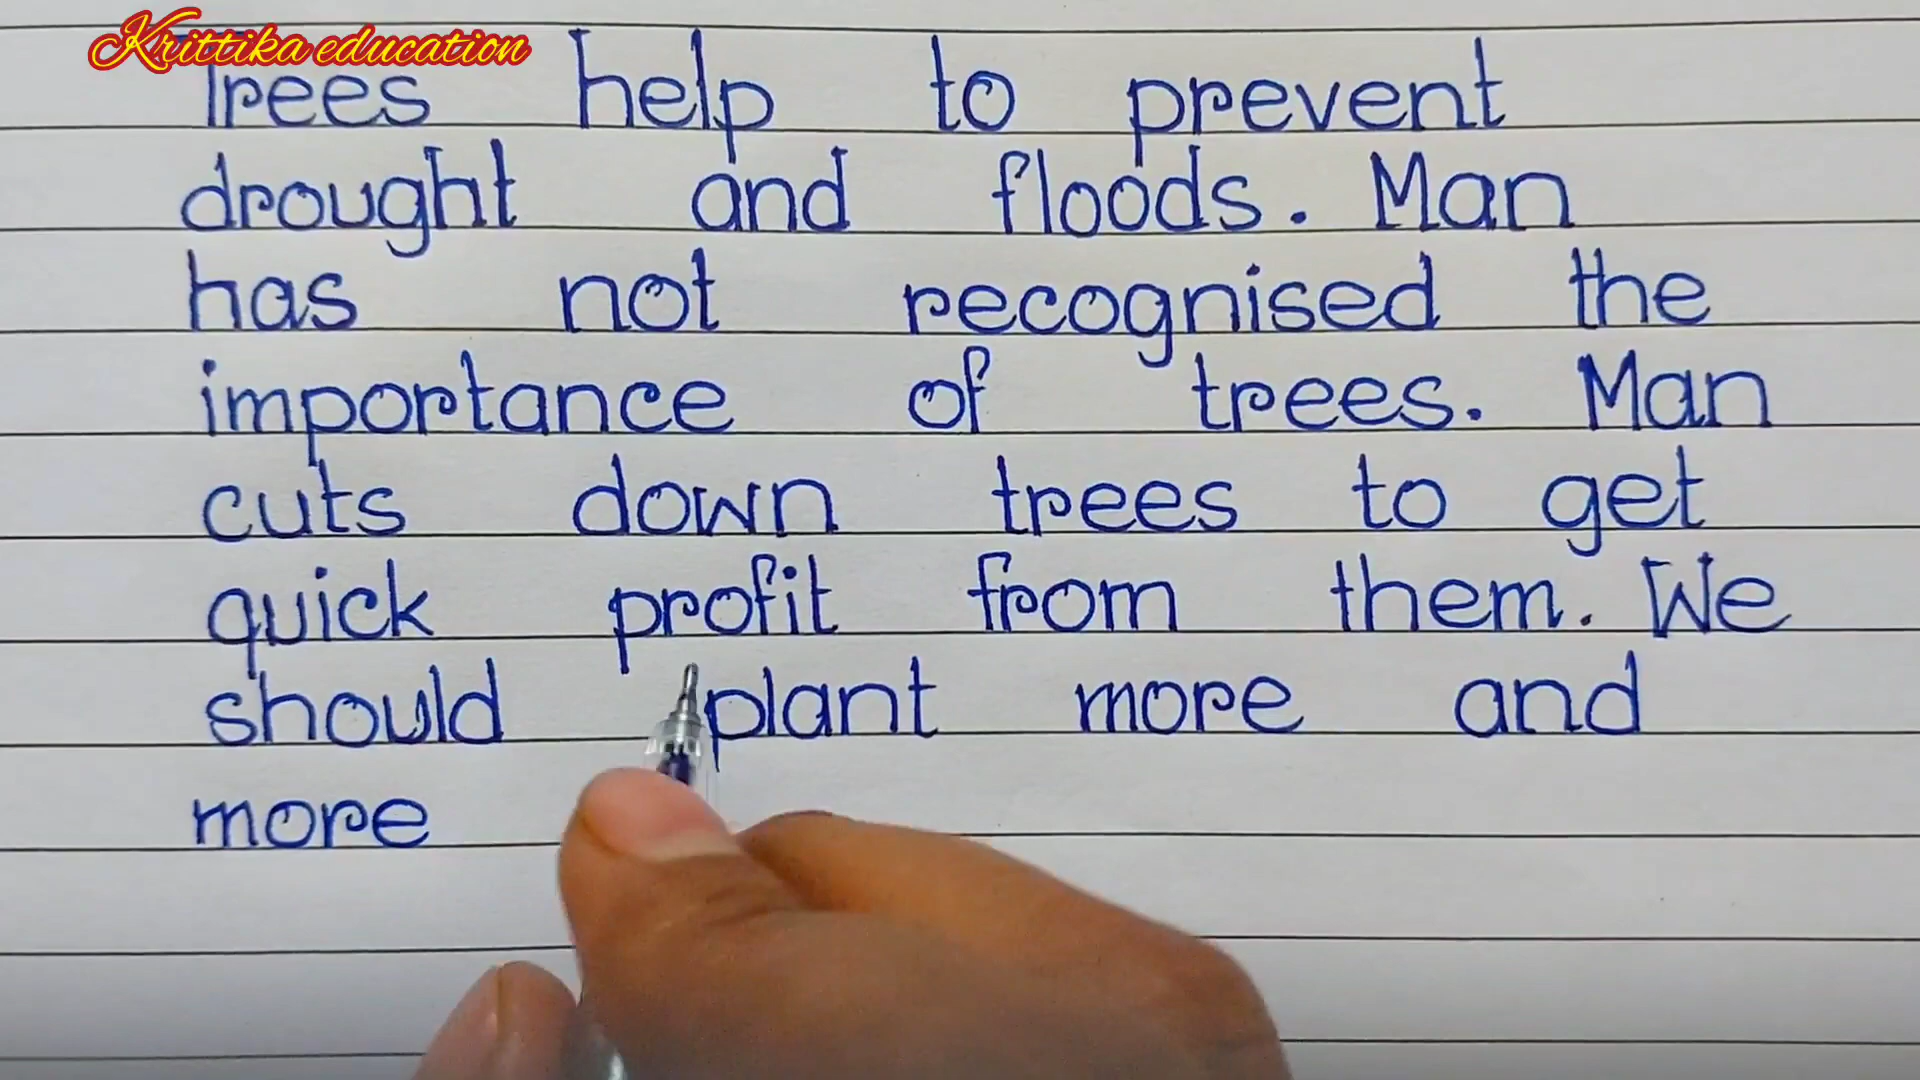 Krittika education
Trees help to prevent
drought and floods. Man
has not recognised the
importance of trees. Man
cuts down trees to get
quick profit from them. We
should plant more and
more